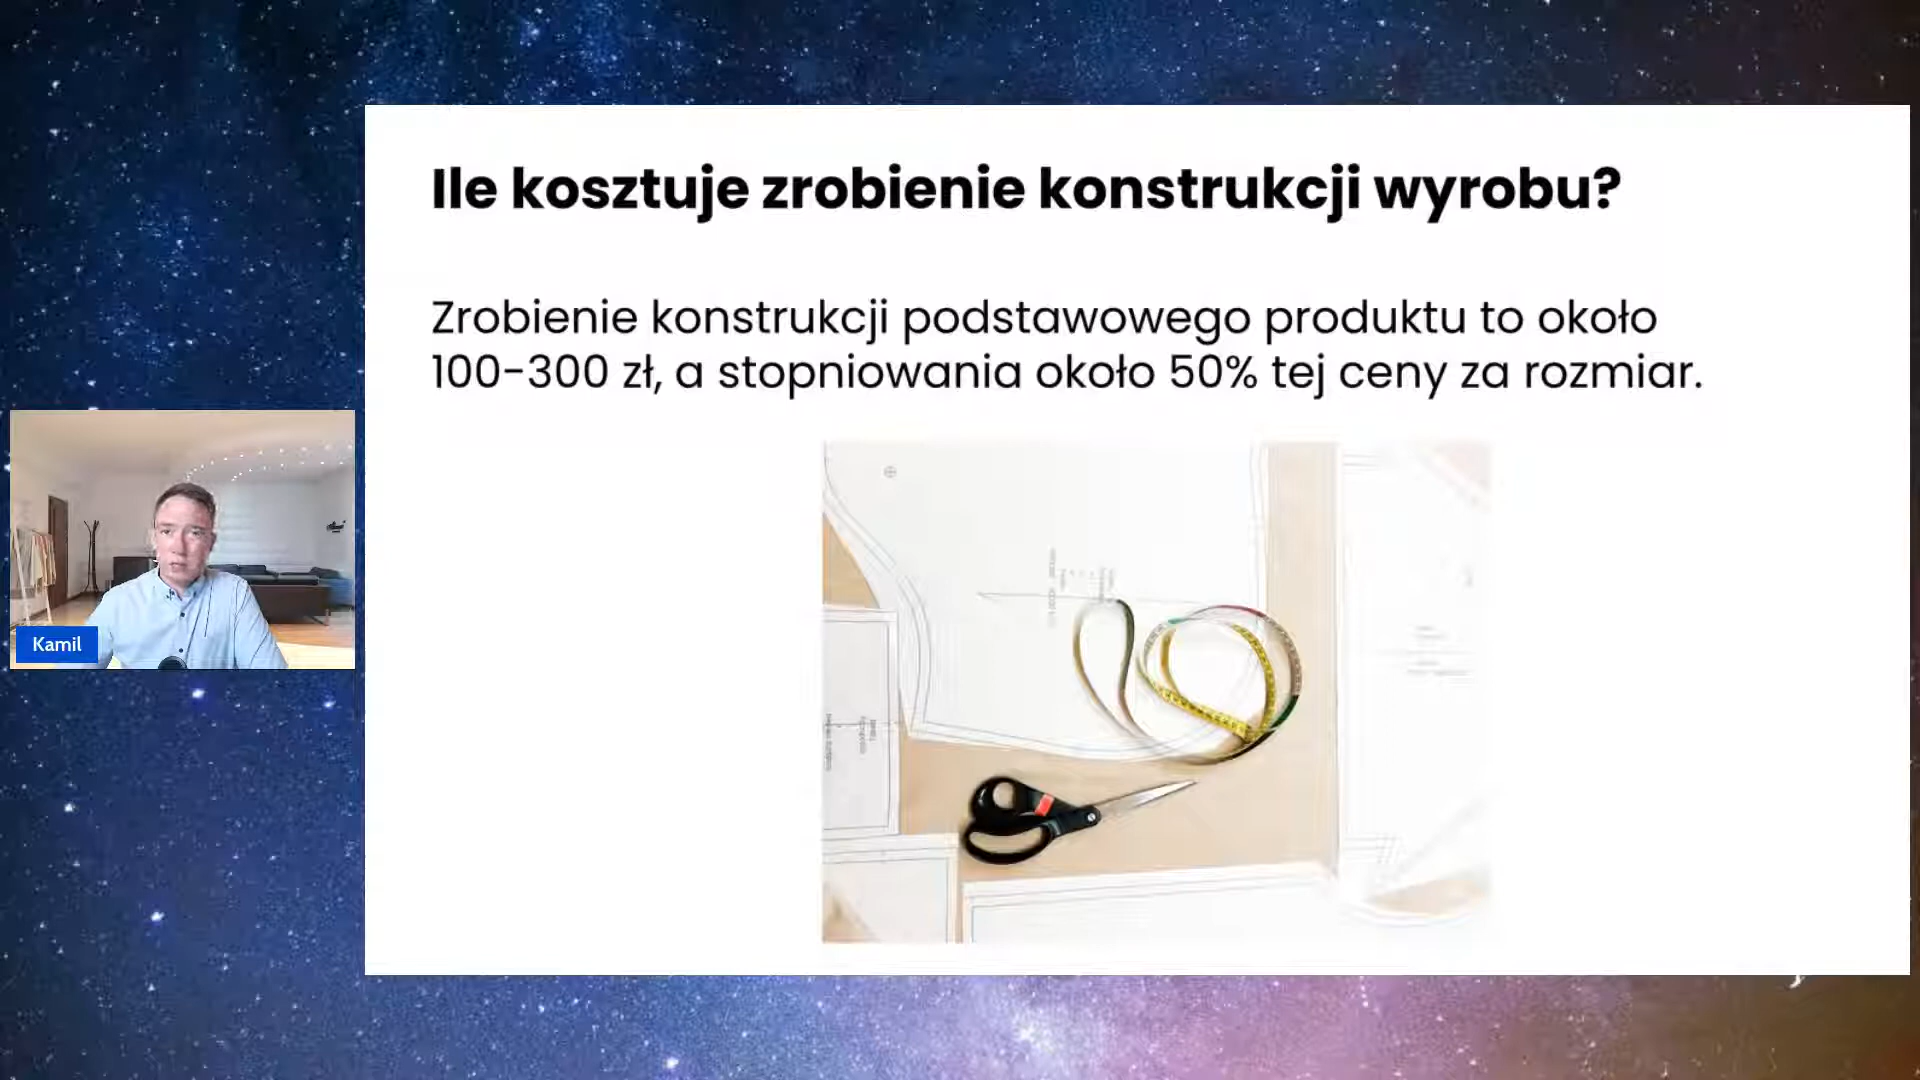 Ile kosztuje zrobienie konstrukcji wyrobu?
Zrobienie konstrukcji podstawowego produktu to około
100-300 zł, a stopniowania około 50% tej ceny za rozmiar.
Kamil